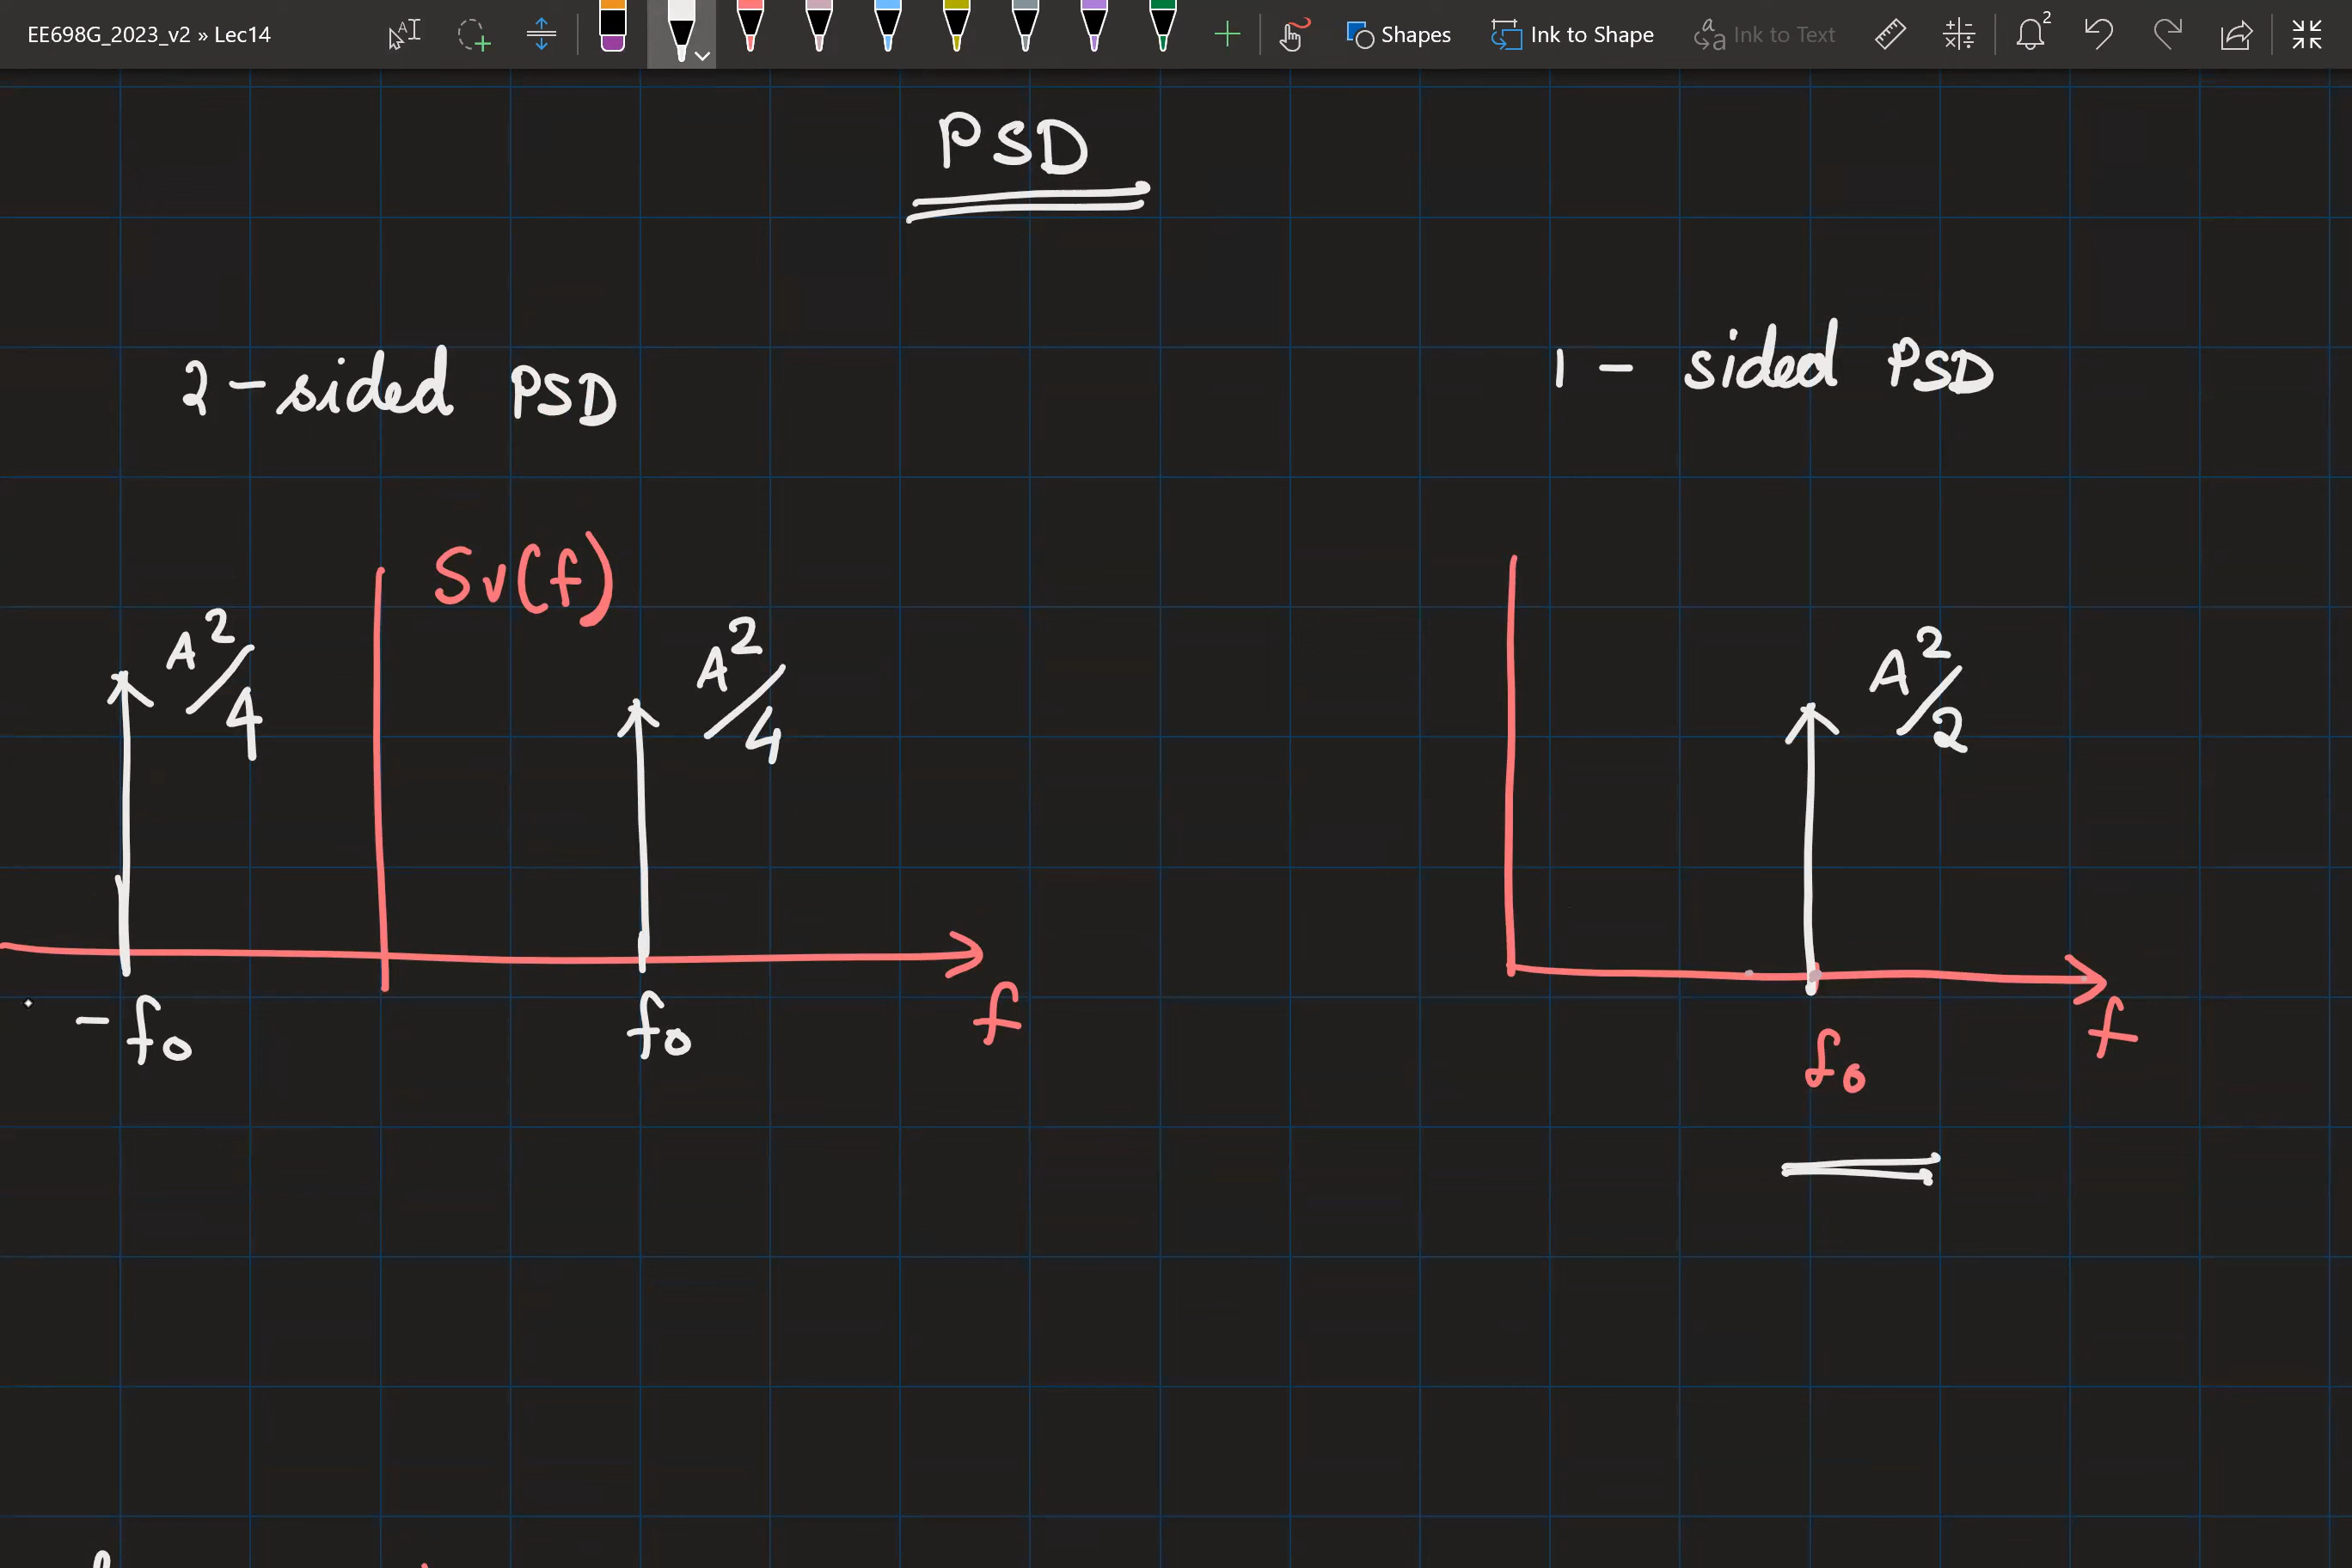 EE698G_2023_v2 » Lec14
Shapes
Ink to Shape
Ink to Text
2
PSD
2-sided PSD
1 - sided PSD
Sv(f)
A²/4
A²/4
A²/2
-f₀
f₀
f
f₀
f